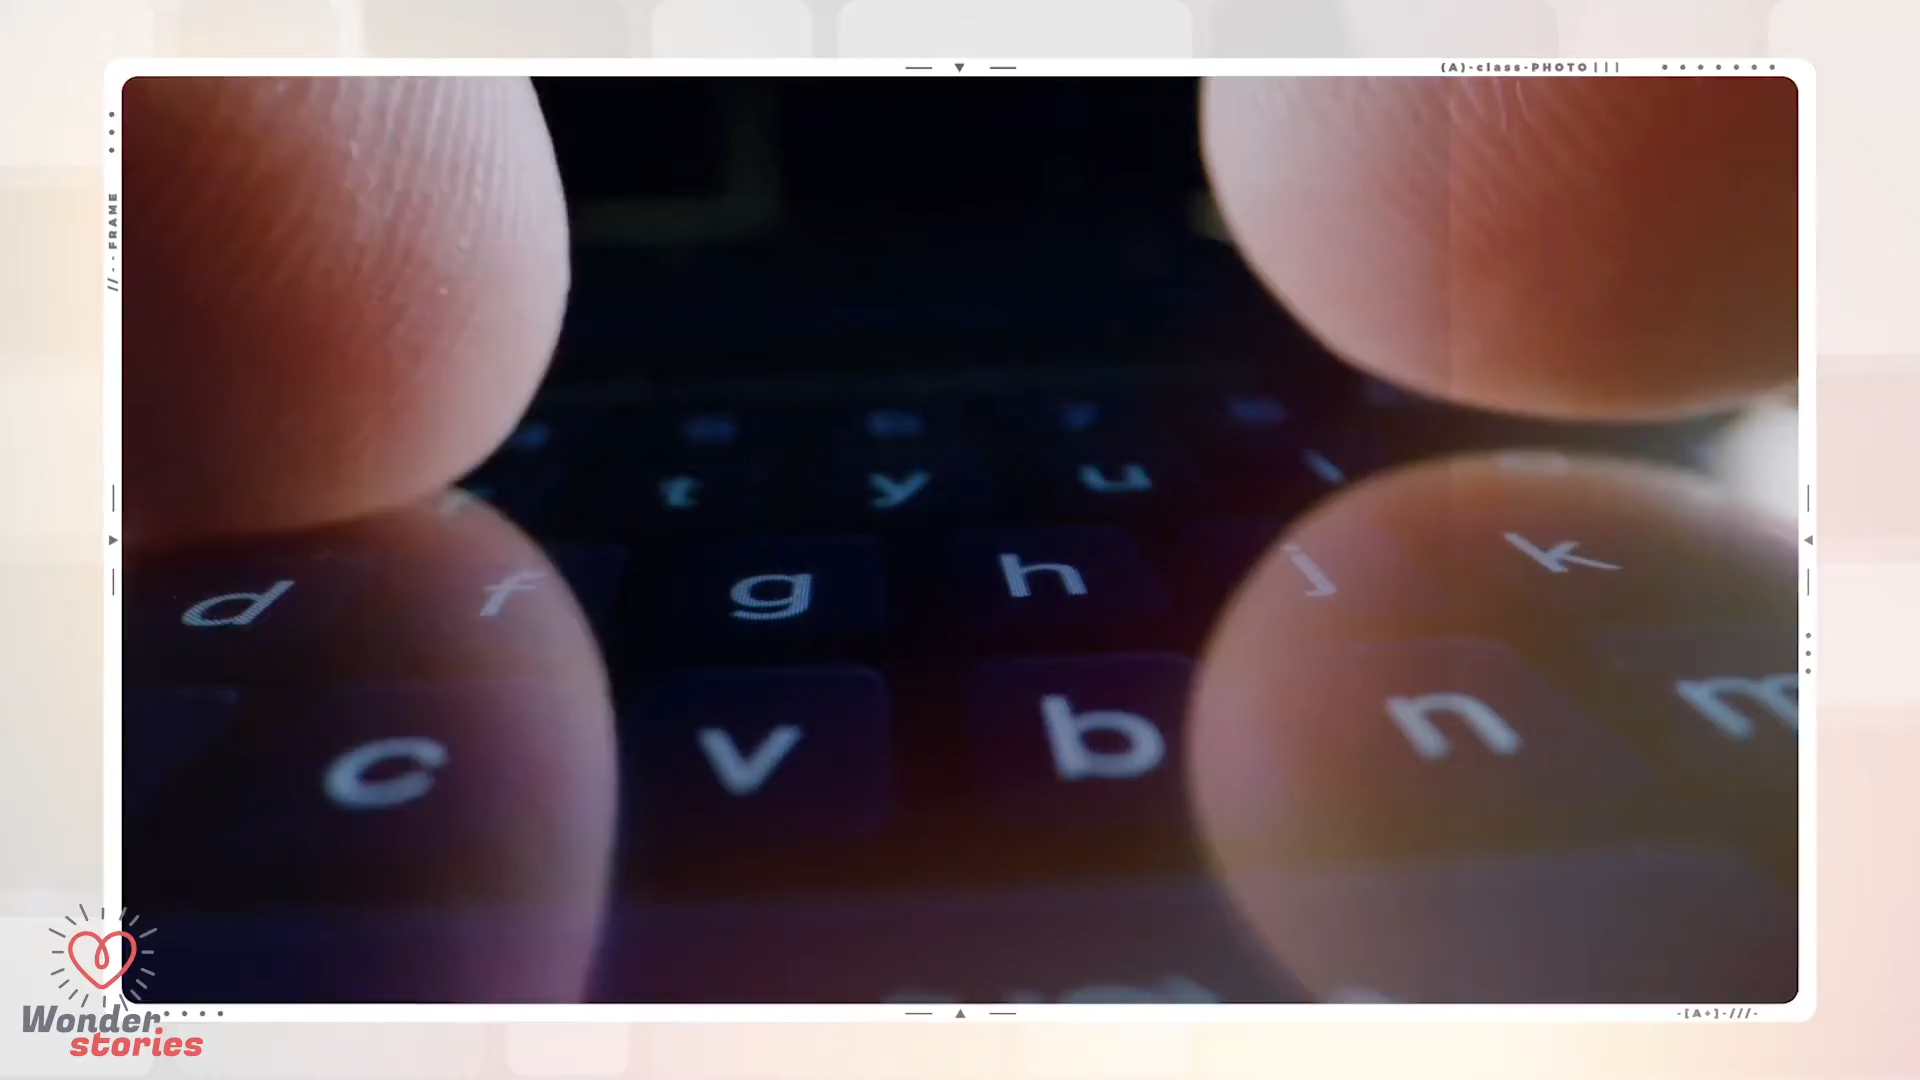 (A)-class-PHOTO|||
//--FRAME
t y u i
d f g h j k
c v b n m
Wonder.
stories
-[A+]-///-